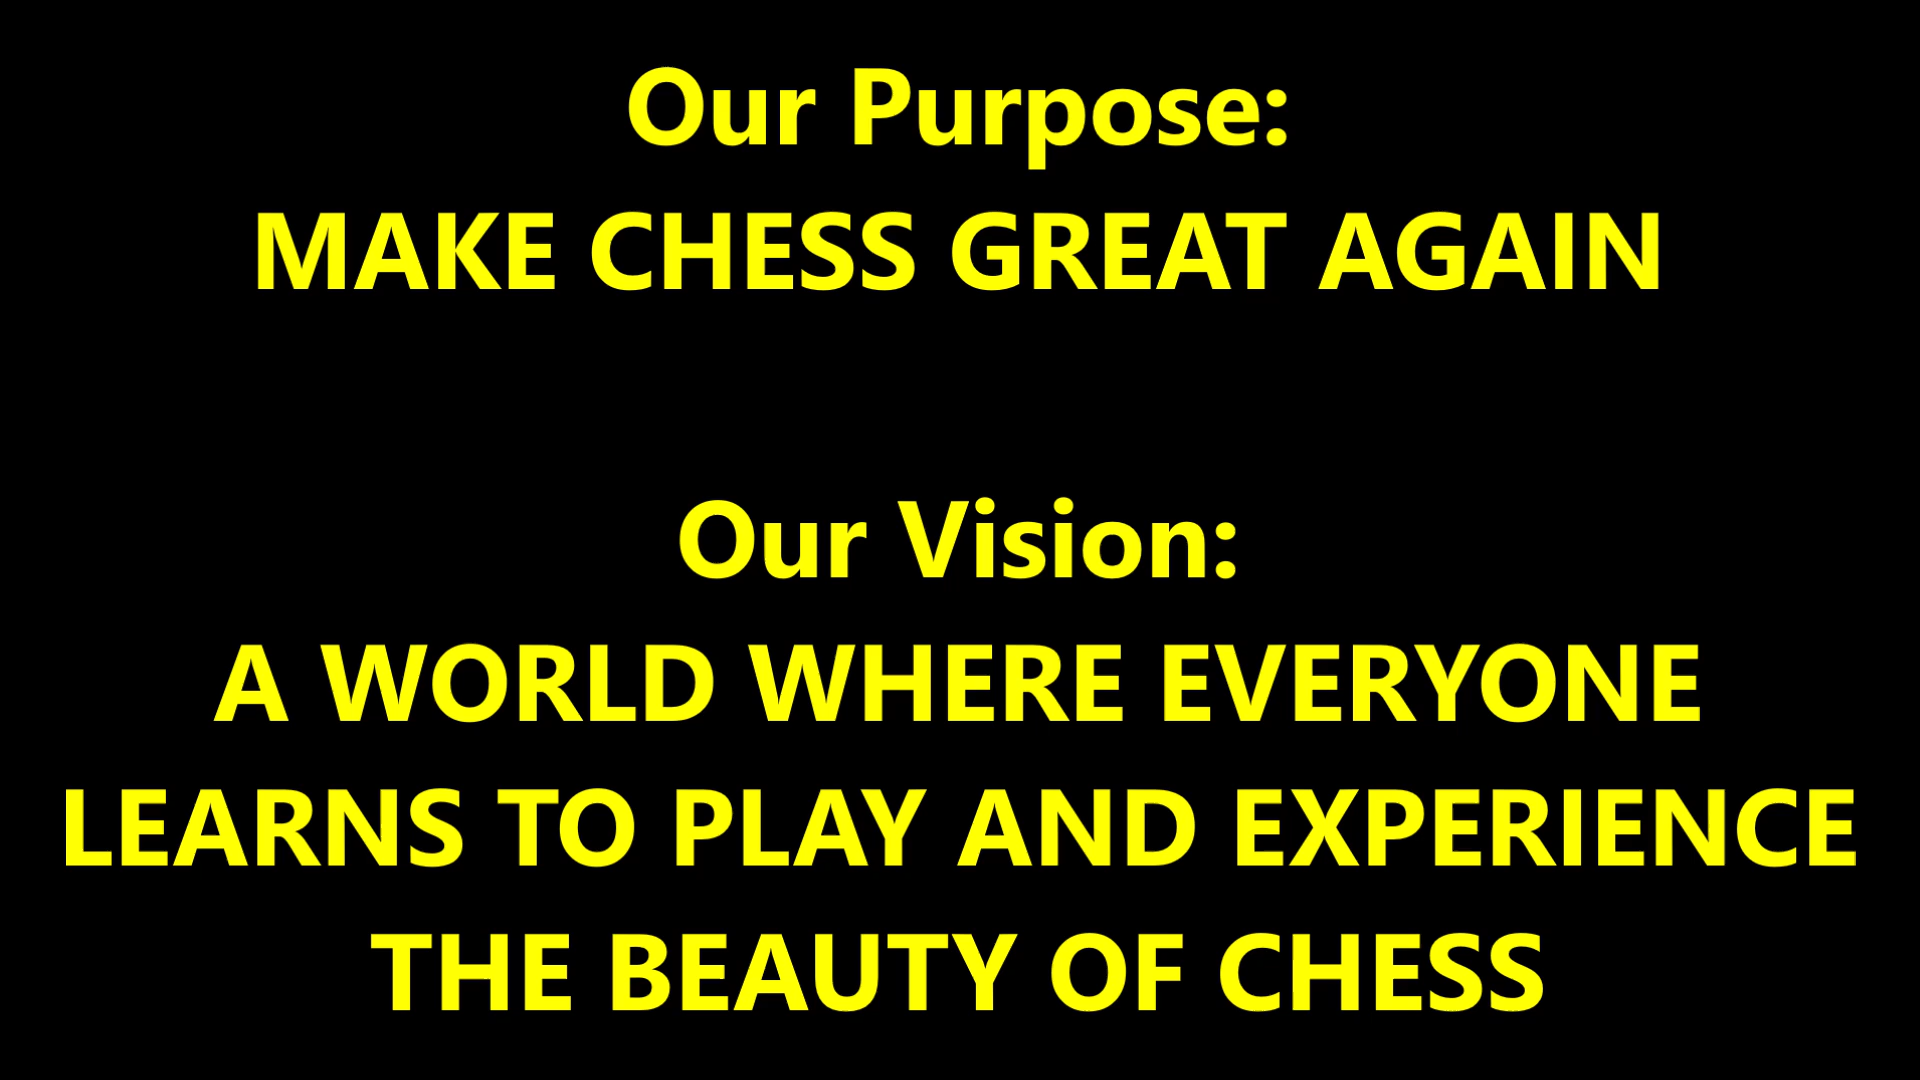 Our Purpose:
MAKE CHESS GREAT AGAIN
Our Vision:
A WORLD WHERE EVERYONE
LEARNS TO PLAY AND EXPERIENCE
THE BEAUTY OF CHESS